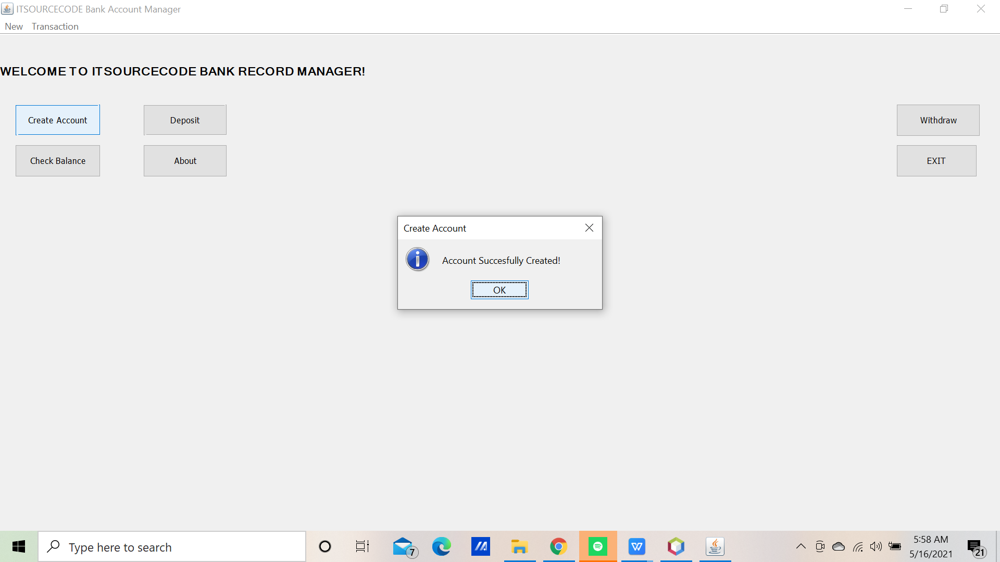 ITSOURCECODE Bank Account Manager
New Transaction
WELCOME TO ITSOURCECODE BANK RECORD MANAGER!
Create Account Deposit Withdraw
Check Balance About EXIT
Create Account
Account Succesfully Created!
OK
Type here to search
7
5:58 AM
5/16/2021
21